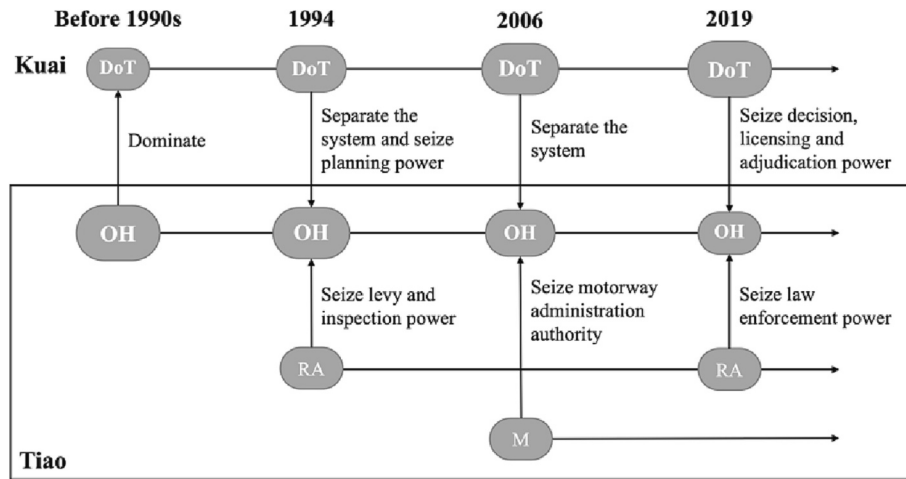 Before 1990s 1994 2006 2019
Kuai DoT DoT DoT DoT
Dominate
Separate the
system and seize
planning power
Separate the
system
Seize decision,
licensing and
adjudication power
OH OH OH OH
Seize levy and
inspection power
Seize motorway
administration
authority
Seize law
enforcement power
RA RA
M
Tiao